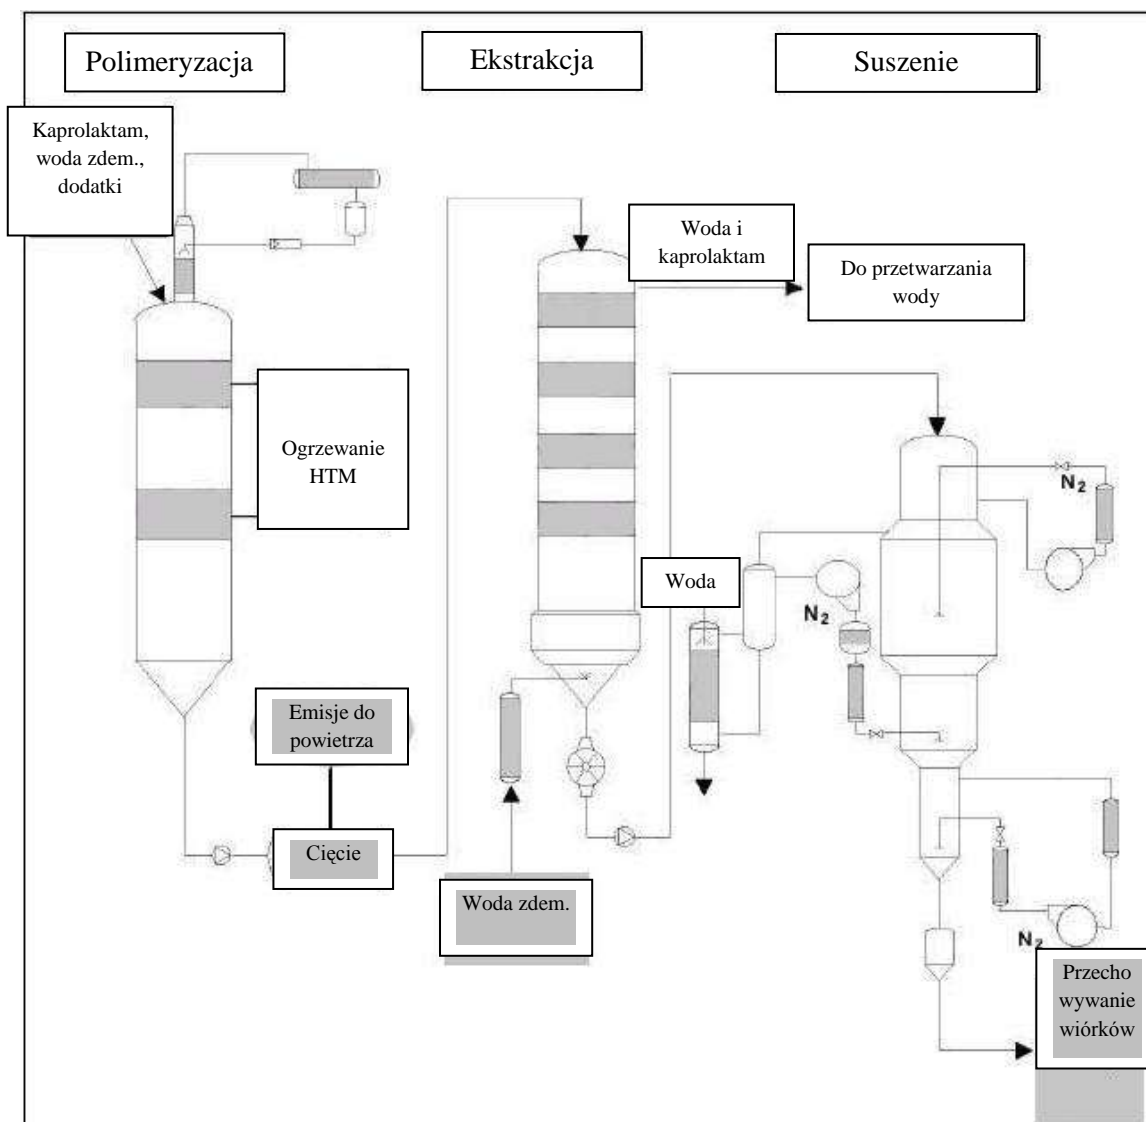 Polimeryzacja
Ekstrakcja
Suszenie
Kaprolaktam,
woda zdem.,
dodatki
Woda i
kaprolaktam
Do przetwarzania
wody
Ogrzewanie
HTM
N2
Woda
N2
Emisje do
powietrza
Cięcie
Woda zdem.
N2
Przecho
wywanie
wiórków